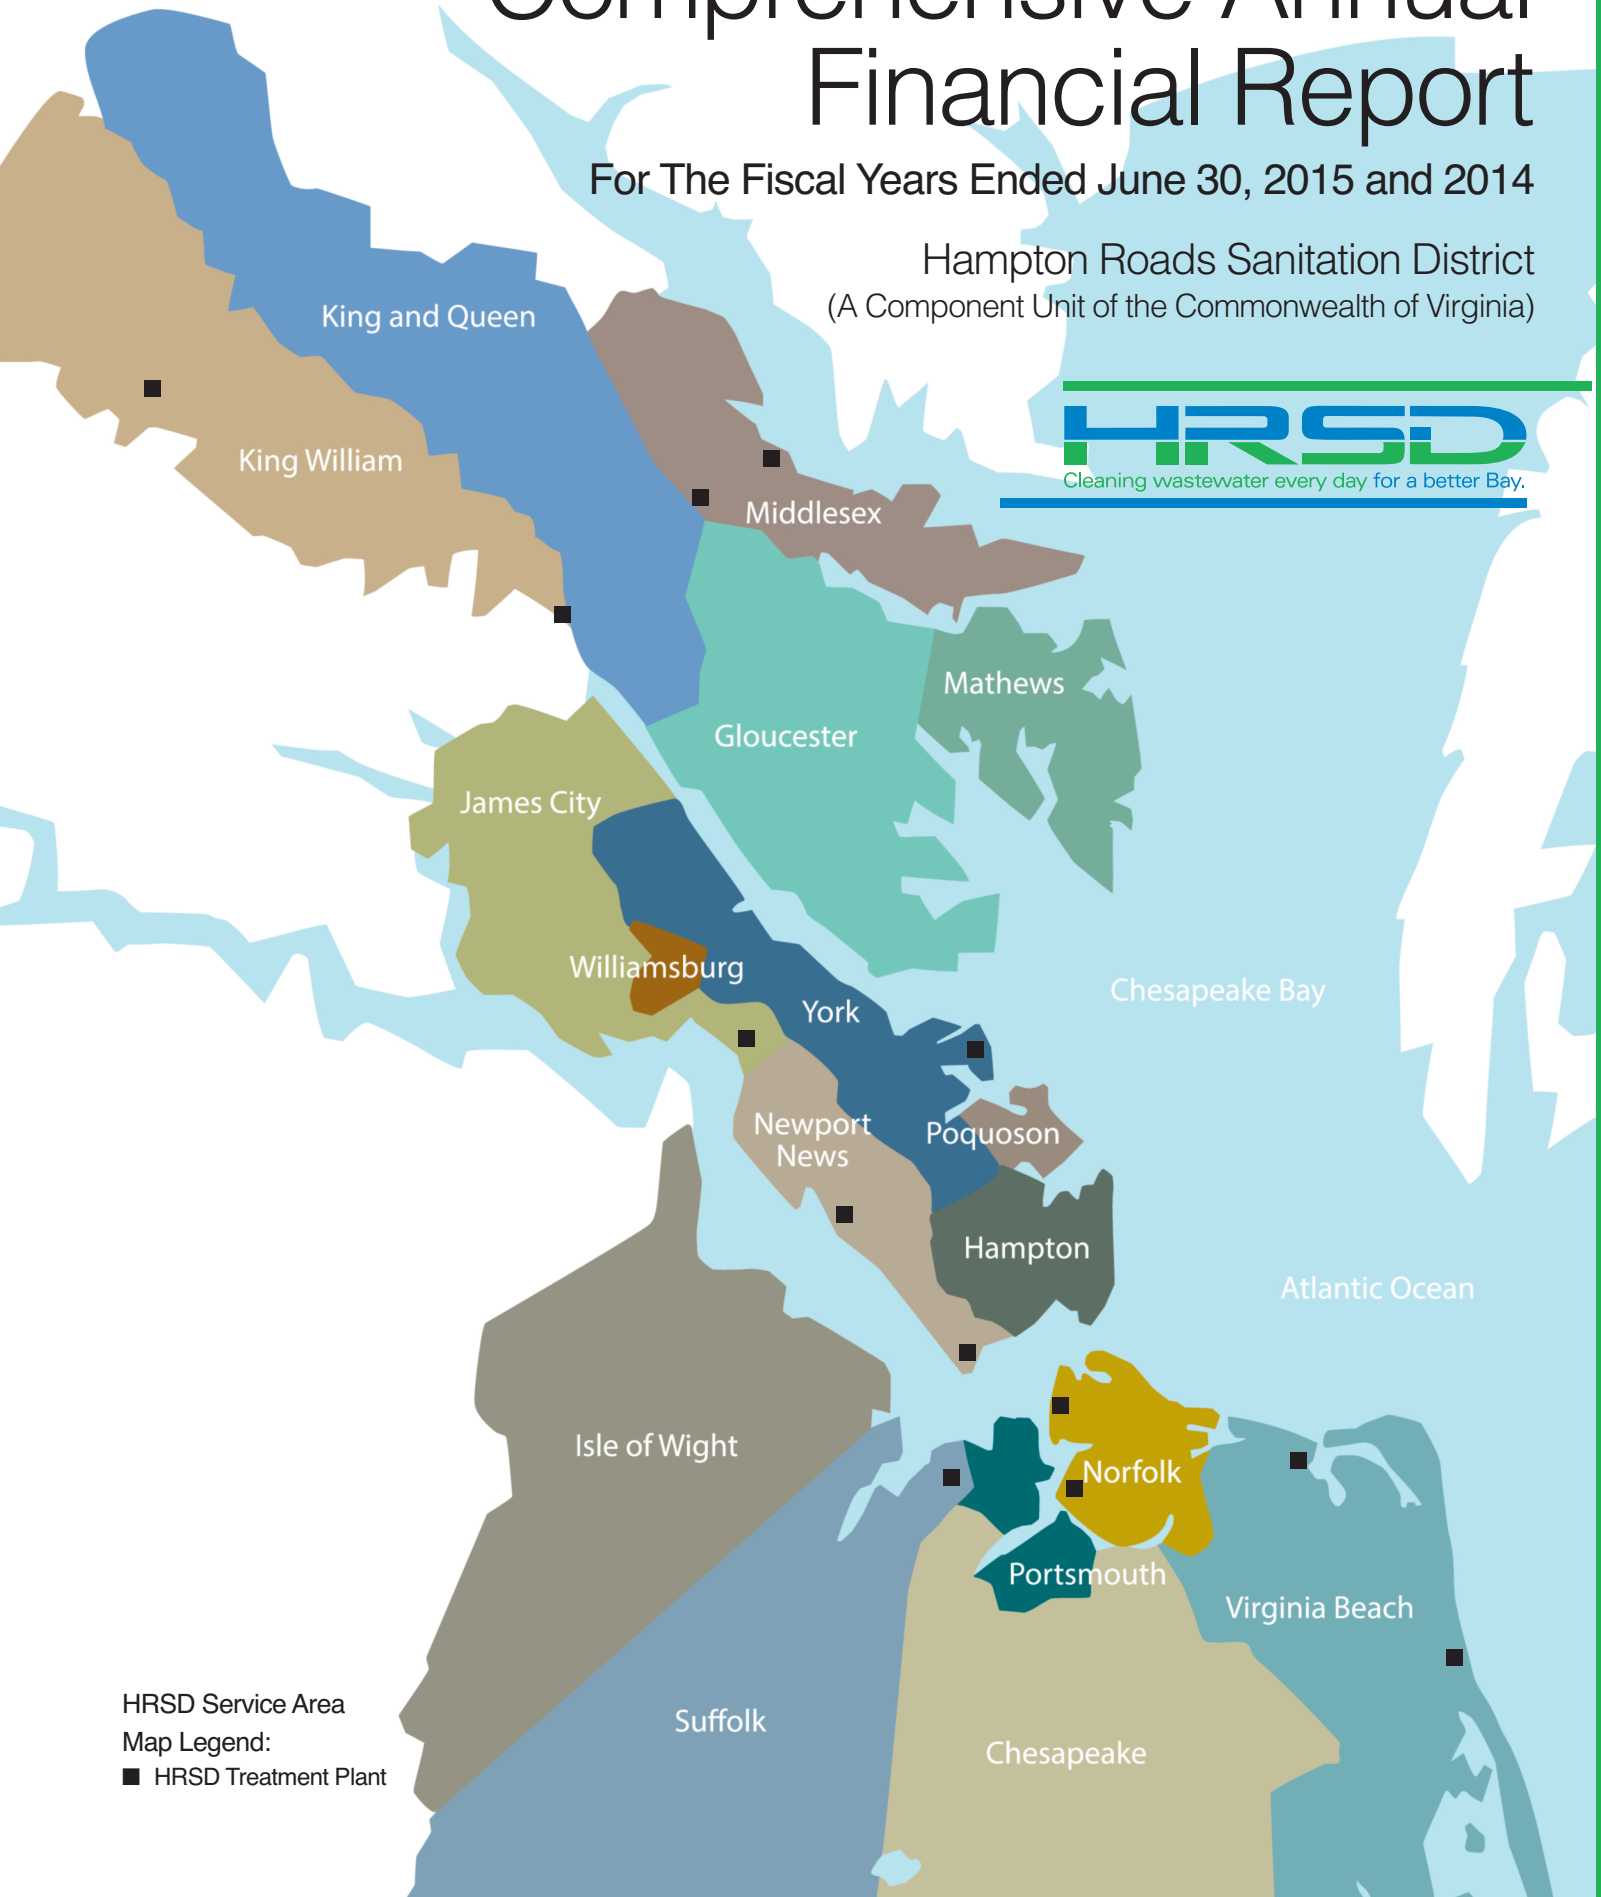 Comprehensive Annual
Financial Report
For The Fiscal Years Ended June 30, 2015 and 2014
Hampton Roads Sanitation District
(A Component Unit of the Commonwealth of Virginia)
HRSD
Cleaning wastewater every day for a better Bay.
King and Queen
King William
Middlesex
Mathews
Gloucester
James City
Williamsburg
York
Chesapeake Bay
Newport
News
Poquoson
Hampton
Atlantic Ocean
Isle of Wight
Norfolk
Portsmouth
Virginia Beach
Suffolk
Chesapeake
HRSD Service Area
Map Legend:
HRSD Treatment Plant